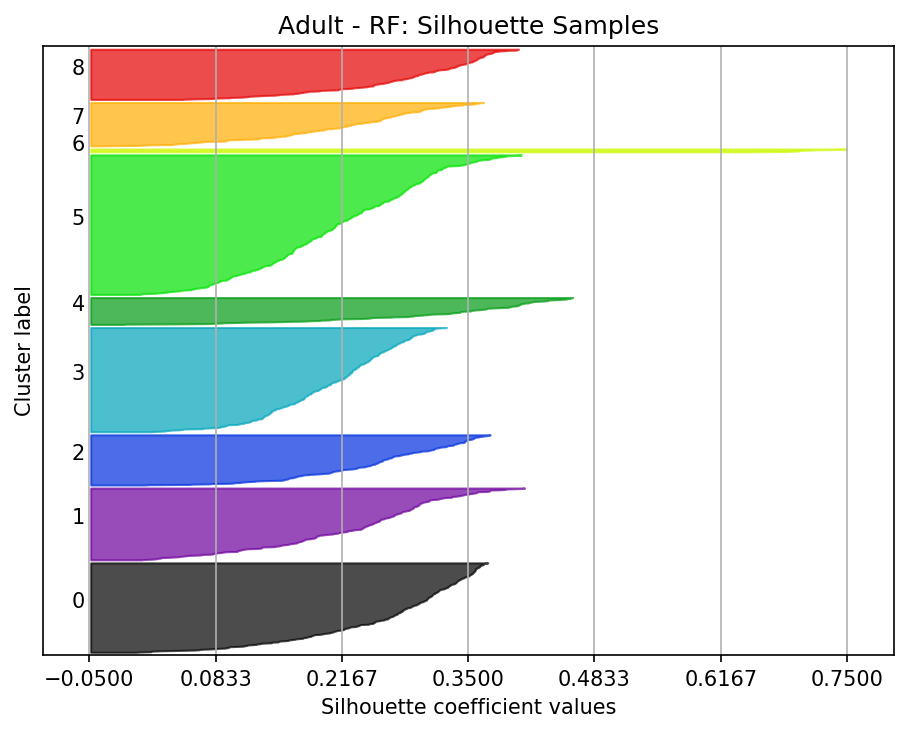 Adult - RF: Silhouette Samples
8
7
6
5
4
3
2
1
0
Cluster label
−0.0500 0.0833 0.2167 0.3500 0.4833 0.6167 0.7500
Silhouette coefficient values